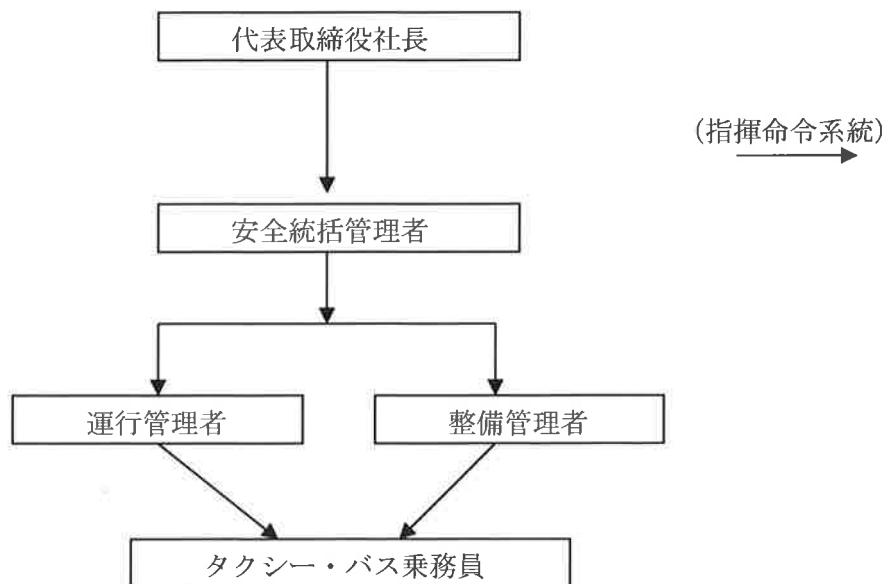 代表取締役社長
(指揮命令系統)
安全統括管理者
運行管理者
整備管理者
タクシー・バス乗務員